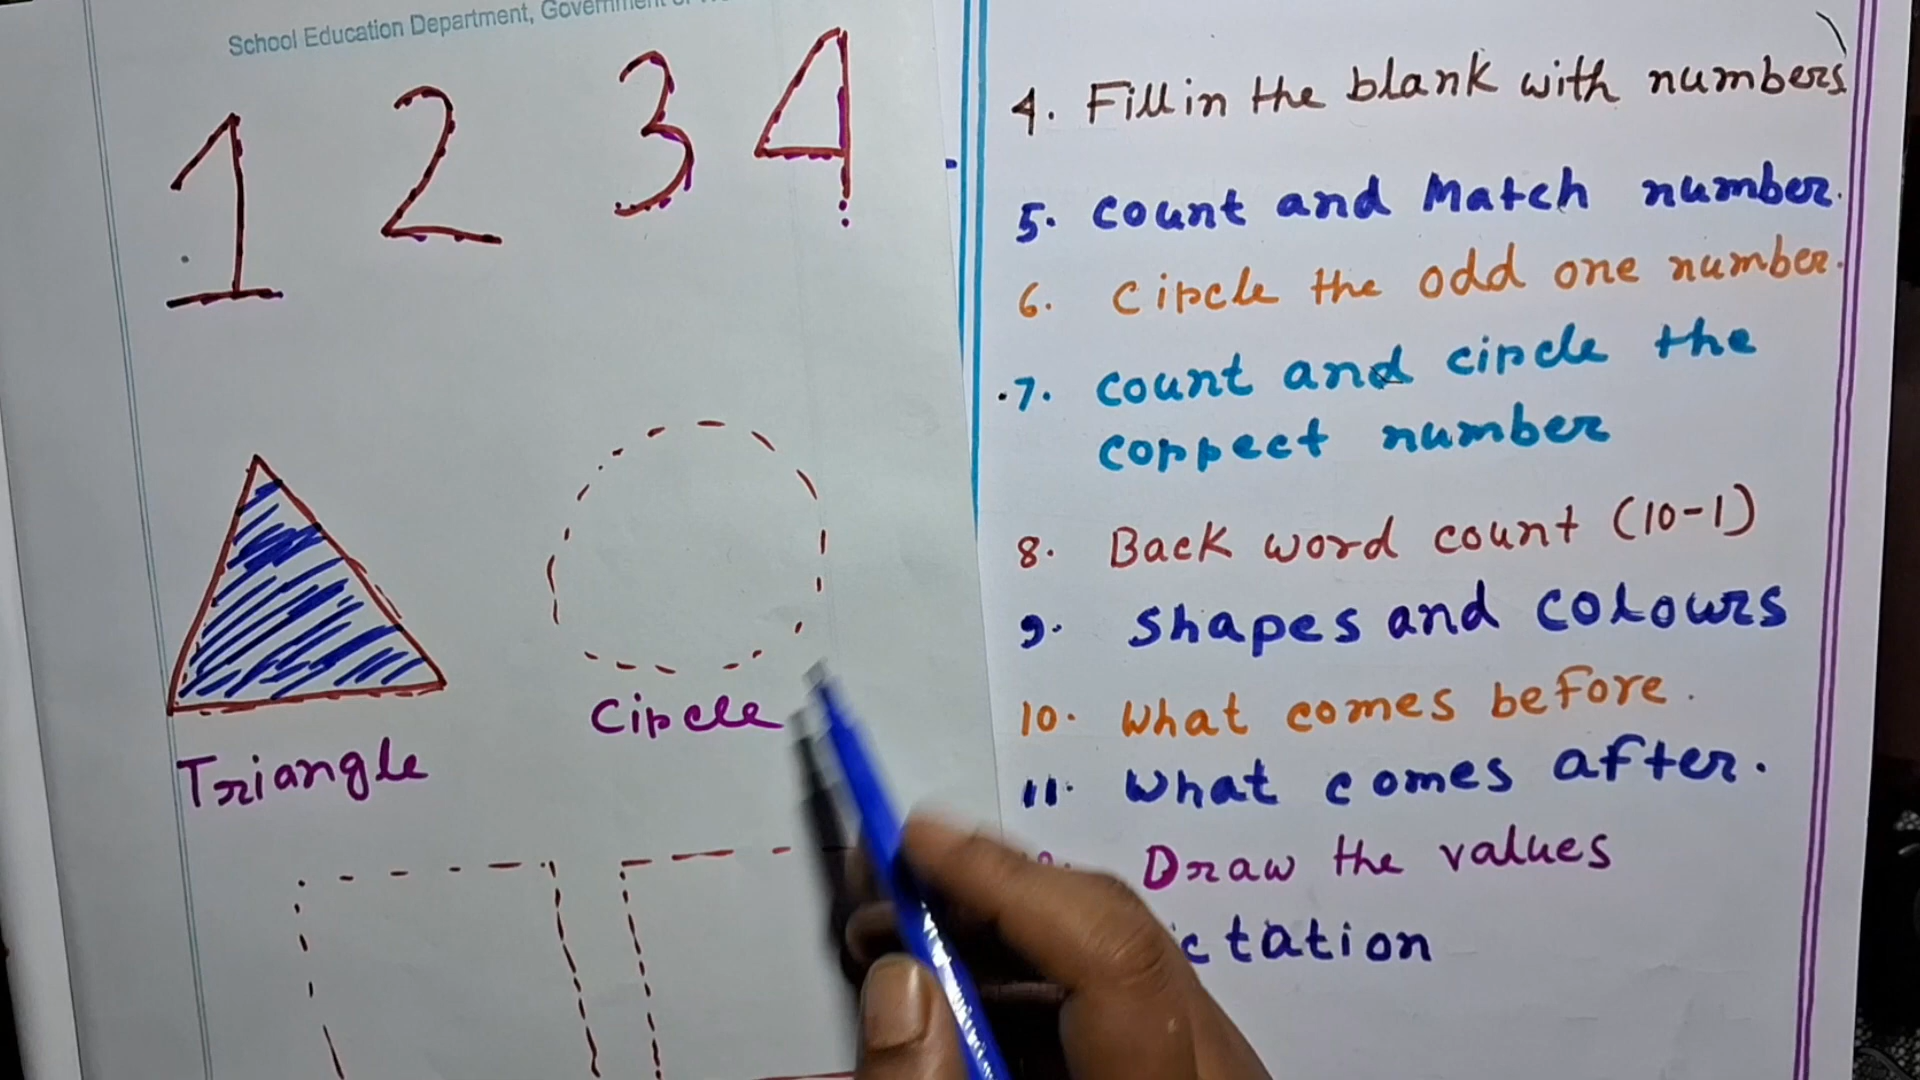 School Education Department, Government of
1 2 3 4
Triangle
Circle
4. Fill in the blank with numbers
5. Count and Match number.
6. Circle the odd one number.
7. Count and circle the
correct number
8. Back word count (10-1)
9. Shapes and Colours
10. What comes before.
11. What comes after.
Draw the values
ctation